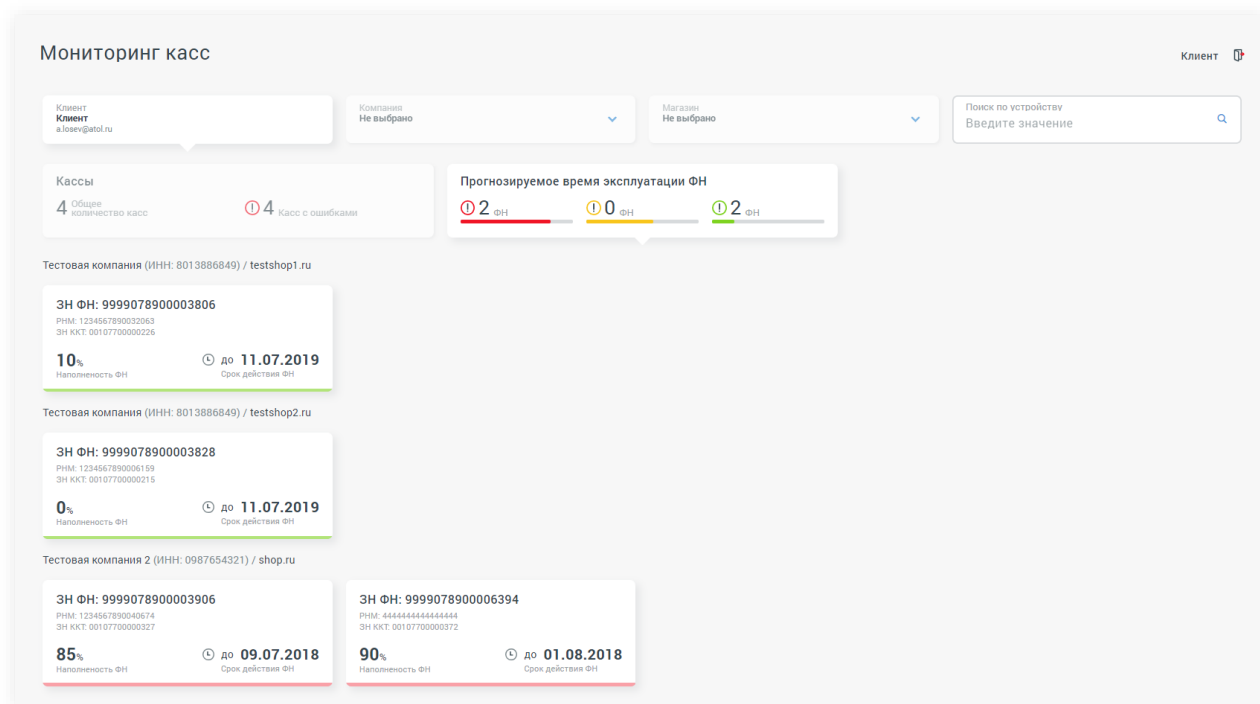 Мониторинг касс
Клиент
Клиент
Клиент
a.losev@atol.ru
Компания
Не выбрано
Магазин
Не выбрано
Поиск по устройству
Введите значение
Кассы
4 Общее количество касс
4 Касс с ошибками
Прогнозируемое время эксплуатации ФН
2 ФН
0 ФН
2 ФН
Тестовая компания (ИНН: 8013886849) / testshop1.ru
ЗН ФН: 9999078900003806
РНМ: 1234567890032063
ЗН ККТ: 00107700000226
10% до 11.07.2019
Наполненость ФН Срок действия ФН
Тестовая компания (ИНН: 8013886849) / testshop2.ru
ЗН ФН: 9999078900003828
РНМ: 1234567890006159
ЗН ККТ: 00107700000215
0% до 11.07.2019
Наполненость ФН Срок действия ФН
Тестовая компания 2 (ИНН: 0987654321) / shop.ru
ЗН ФН: 9999078900003906
РНМ: 1234567890040674
ЗН ККТ: 00107700000327
85% до 09.07.2018
Наполненость ФН Срок действия ФН
ЗН ФН: 9999078900006394
РНМ: 4444444444444444
ЗН ККТ: 00107700000372
90% до 01.08.2018
Наполненость ФН Срок действия ФН